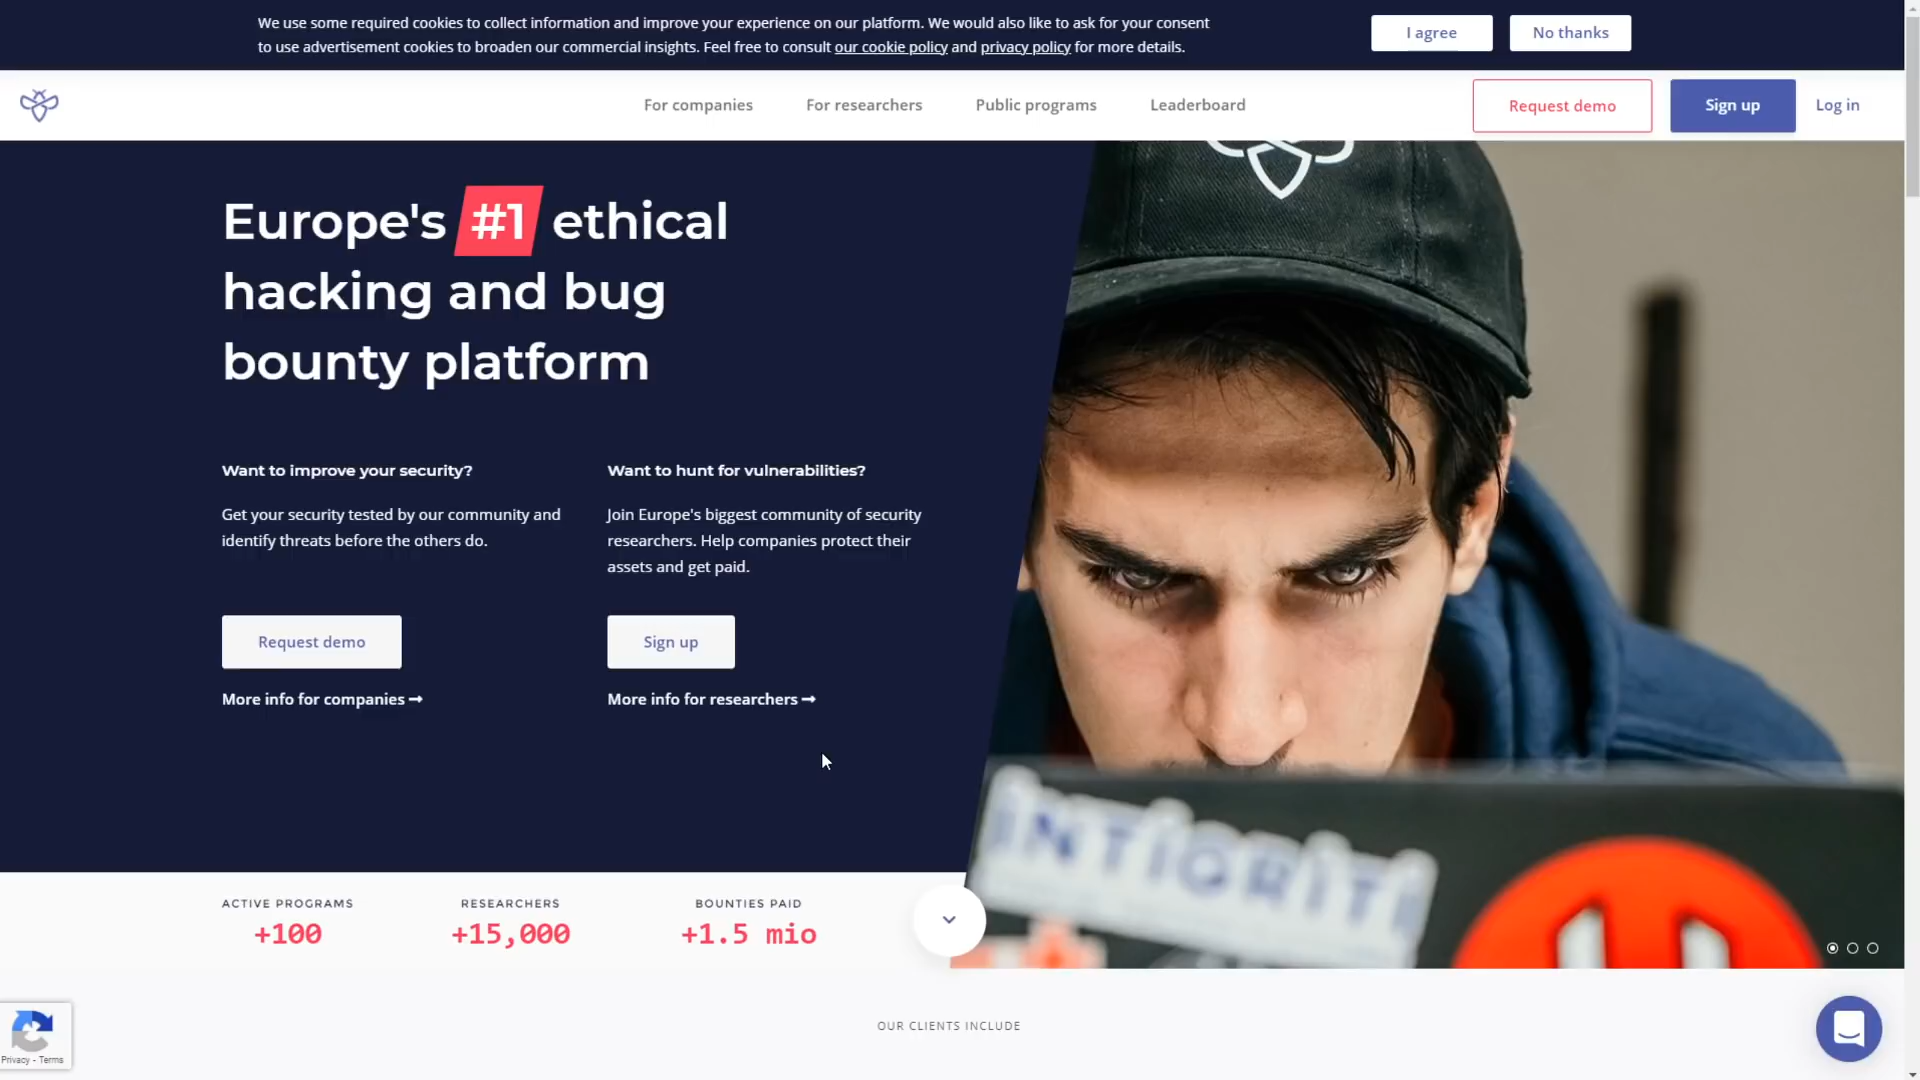 We use some required cookies to collect information and improve your experience on our platform. We would also like to ask for your consent
to use advertisement cookies to broaden our commercial insights. Feel free to consult our cookie policy and privacy policy for more details.
I agree
No thanks
For companies
For researchers
Public programs
Leaderboard
Request demo
Sign up
Log in
Europe's #1 ethical
hacking and bug
bounty platform
Want to improve your security?
Get your security tested by our community and
identify threats before the others do.
Request demo
More info for companies
Want to hunt for vulnerabilities?
Join Europe's biggest community of security
researchers. Help companies protect their
assets and get paid.
Sign up
More info for researchers
INTIGRITI
ACTIVE PROGRAMS
+100
RESEARCHERS
+15,000
BOUNTIES PAID
+1.5 mio
OUR CLIENTS INCLUDE
Privacy - Terms